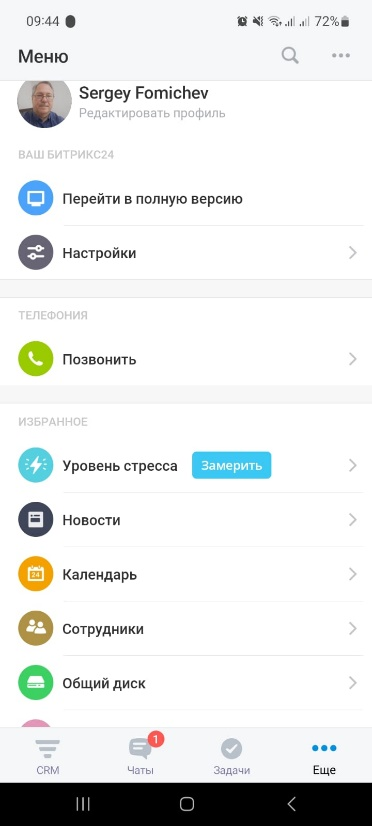 09:44
72%
Меню
Sergey Fomichev
Редактировать профиль
ВАШ БИТРИКС24
Перейти в полную версию
Настройки
ТЕЛЕФОНИЯ
Позвонить
ИЗБРАННОЕ
Уровень стресса Замерить
Новости
24
Календарь
Сотрудники
Общий диск
1
CRM Чаты Задачи Еще